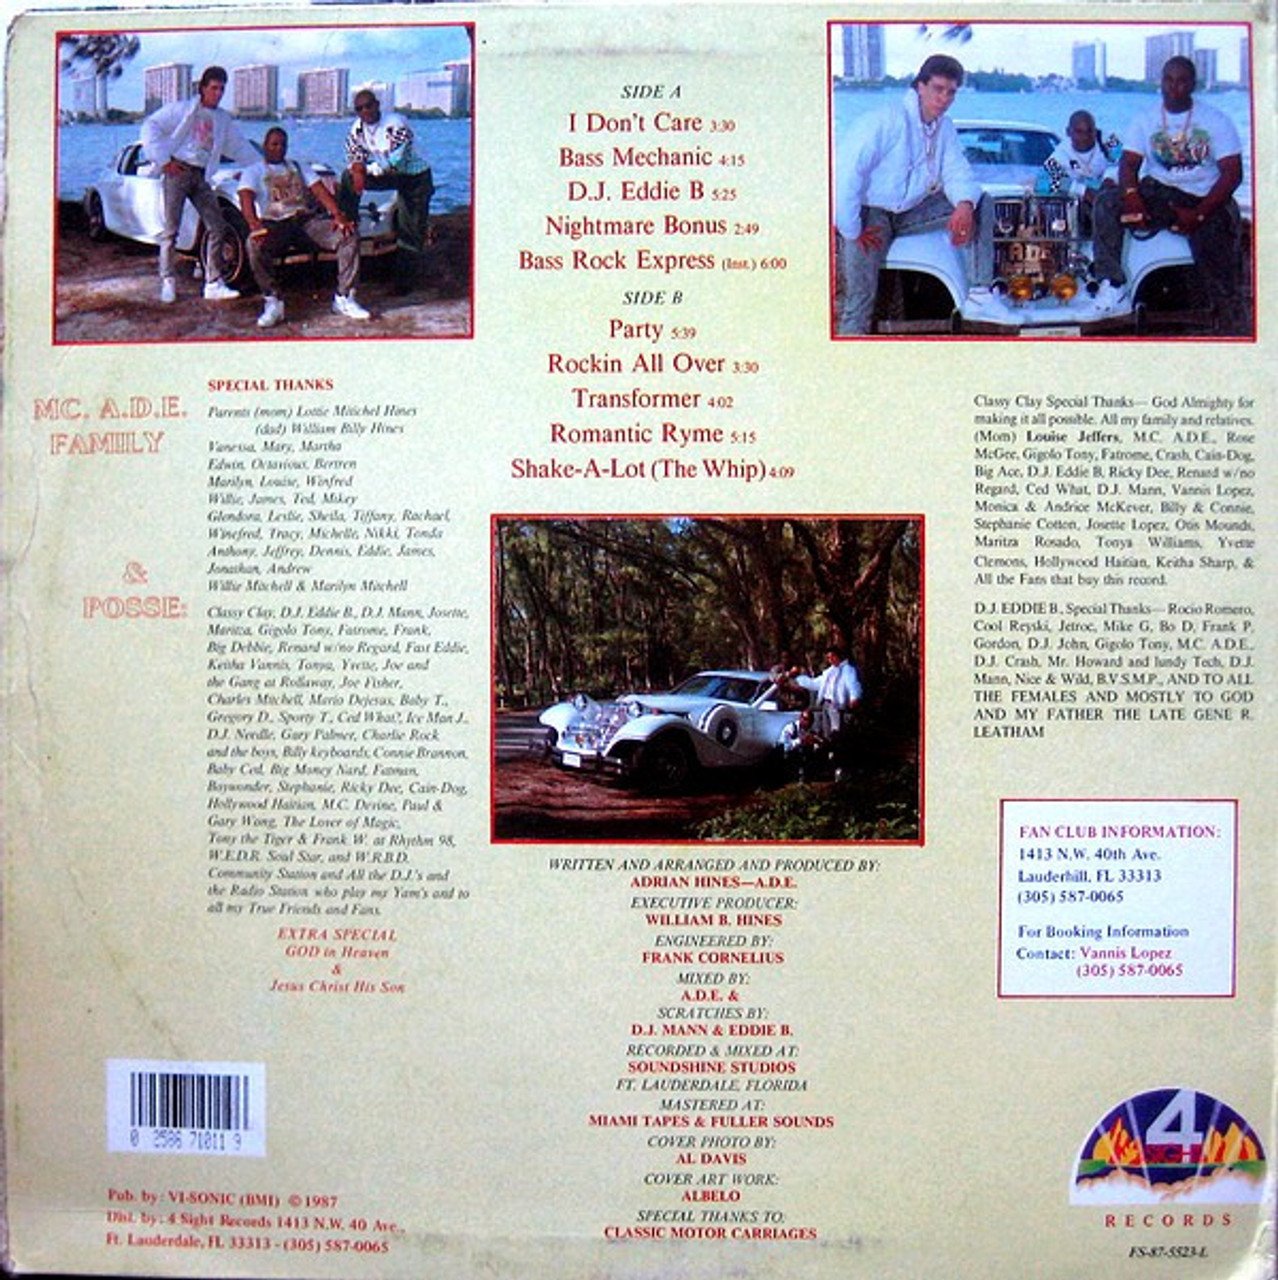 SIDE A
I Don't Care 3:30
Bass Mechanic 4:15
D.J. Eddie B 5:25
Nightmare Bonus 2:49
Bass Rock Express (Inst.) 6:00
SIDE B
Party 5:39
Rockin All Over 3:30
Transformer 4:02
Romantic Ryme 5:15
Shake-A-Lot (The Whip) 4:09
MC. A.D.E.
FAMILY
&
POSSE:
SPECIAL THANKS
Parents (mom) Lottie Mitichel Hines
(dad) William Billy Hines
Vanessa, Mary, Martha
Edwin, Octavious, Bertren
Marilyn, Louise, Winfred
Willie, James, Ted, Mikey
Glendora, Leslie, Sheila, Tiffany, Rachael,
Winefred, Tracy, Michelle, Nikki, Tonda
Anthony, Jeffrey, Dennis, Eddie, James,
Jonathan, Andrew
Willie Mitchell & Marilyn Mitchell
Classy Clay, D.J. Eddie B., D.J. Mann, Josette,
Maritza, Gigolo Tony, Fatrome, Frank,
Big Debbie, Renard w/no Regard, Fast Eddie,
Keitha Vannis, Tonya, Yvette, Joe and
the Gang at Rollaway, Joe Fisher,
Charles Mitchell, Mario Dejesus, Baby T.,
Gregory D., Sporty T., Ced What?, Ice Man J.,
D.J. Needle, Gary Palmer, Charlie Rock
and the boys, Billy keyboards, Connie Brannon,
Baby Ced, Big Money Nard, Fatman,
Boywonder, Stephanie, Ricky Dee, Cain-Dog,
Hollywood Haitian, M.C. Devine, Paul &
Gary Wong, The Lover of Magic,
Tony the Tiger & Frank W. at Rhythm 98,
W.E.D.R. Soul Star, and W.R.B.D.
Community Station and All the D.J.'s and
the Radio Station who play my Yam's and to
all my True Friends and Fans.
EXTRA SPECIAL
GOD in Heaven
&
Jesus Christ His Son
Classy Clay Special Thanks— God Almighty for
making it all possible. All my family and relatives.
(Mom) Louise Jeffers, M.C. A.D.E., Rose
McGee, Gigolo Tony, Fatrome, Crash, Cain-Dog,
Big Ace, D.J. Eddie B, Ricky Dee, Renard w/no
Regard, Ced What, D.J. Mann, Vannis Lopez,
Monica & Andrice McKever, Billy & Connie,
Stephanie Cotton, Josette Lopez, Otis Mounds,
Maritza Rosado, Tonya Williams, Yvette
Clemons, Hollywood Haitian, Keitha Sharp, &
All the Fans that buy this record.
D.J. EDDIE B., Special Thanks— Rocio Romero,
Cool Reyski, Jetroc, Mike G, Bo D, Frank P,
Gordon, D.J. John, Gigolo Tony, M.C. A.D.E.,
D.J. Crash, Mr. Howard and Iundy Tech, D.J.
Mann, Nice & Wild, B.V.S.M.P., AND TO ALL
THE FEMALES AND MOSTLY TO GOD
AND MY FATHER THE LATE GENE R.
LEATHAM
FAN CLUB INFORMATION:
1413 N.W. 40th Ave.
Lauderhill, FL 33313
(305) 587-0065
For Booking Information
Contact: Vannis Lopez
(305) 587-0065
WRITTEN AND ARRANGED AND PRODUCED BY:
ADRIAN HINES—A.D.E.
EXECUTIVE PRODUCER:
WILLIAM B. HINES
ENGINEERED BY:
FRANK CORNELIUS
MIXED BY:
A.D.E. &
SCRATCHES BY:
D.J. MANN & EDDIE B.
RECORDED & MIXED AT:
SOUNDSHINE STUDIOS
FT. LAUDERDALE, FLORIDA
MASTERED AT:
MIAMI TAPES & FULLER SOUNDS
COVER PHOTO BY:
AL DAVIS
COVER ART WORK:
ALBELO
SPECIAL THANKS TO:
CLASSIC MOTOR CARRIAGES
0 2506 71011 9
Pub. by: VI-SONIC (BMI) © 1987
Dist. by: 4 Sight Records 1413 N.W. 40 Ave.,
Ft. Lauderdale, FL 33313 - (305) 587-0065
4
SIGHT
RECORDS
FS-87-5523-L